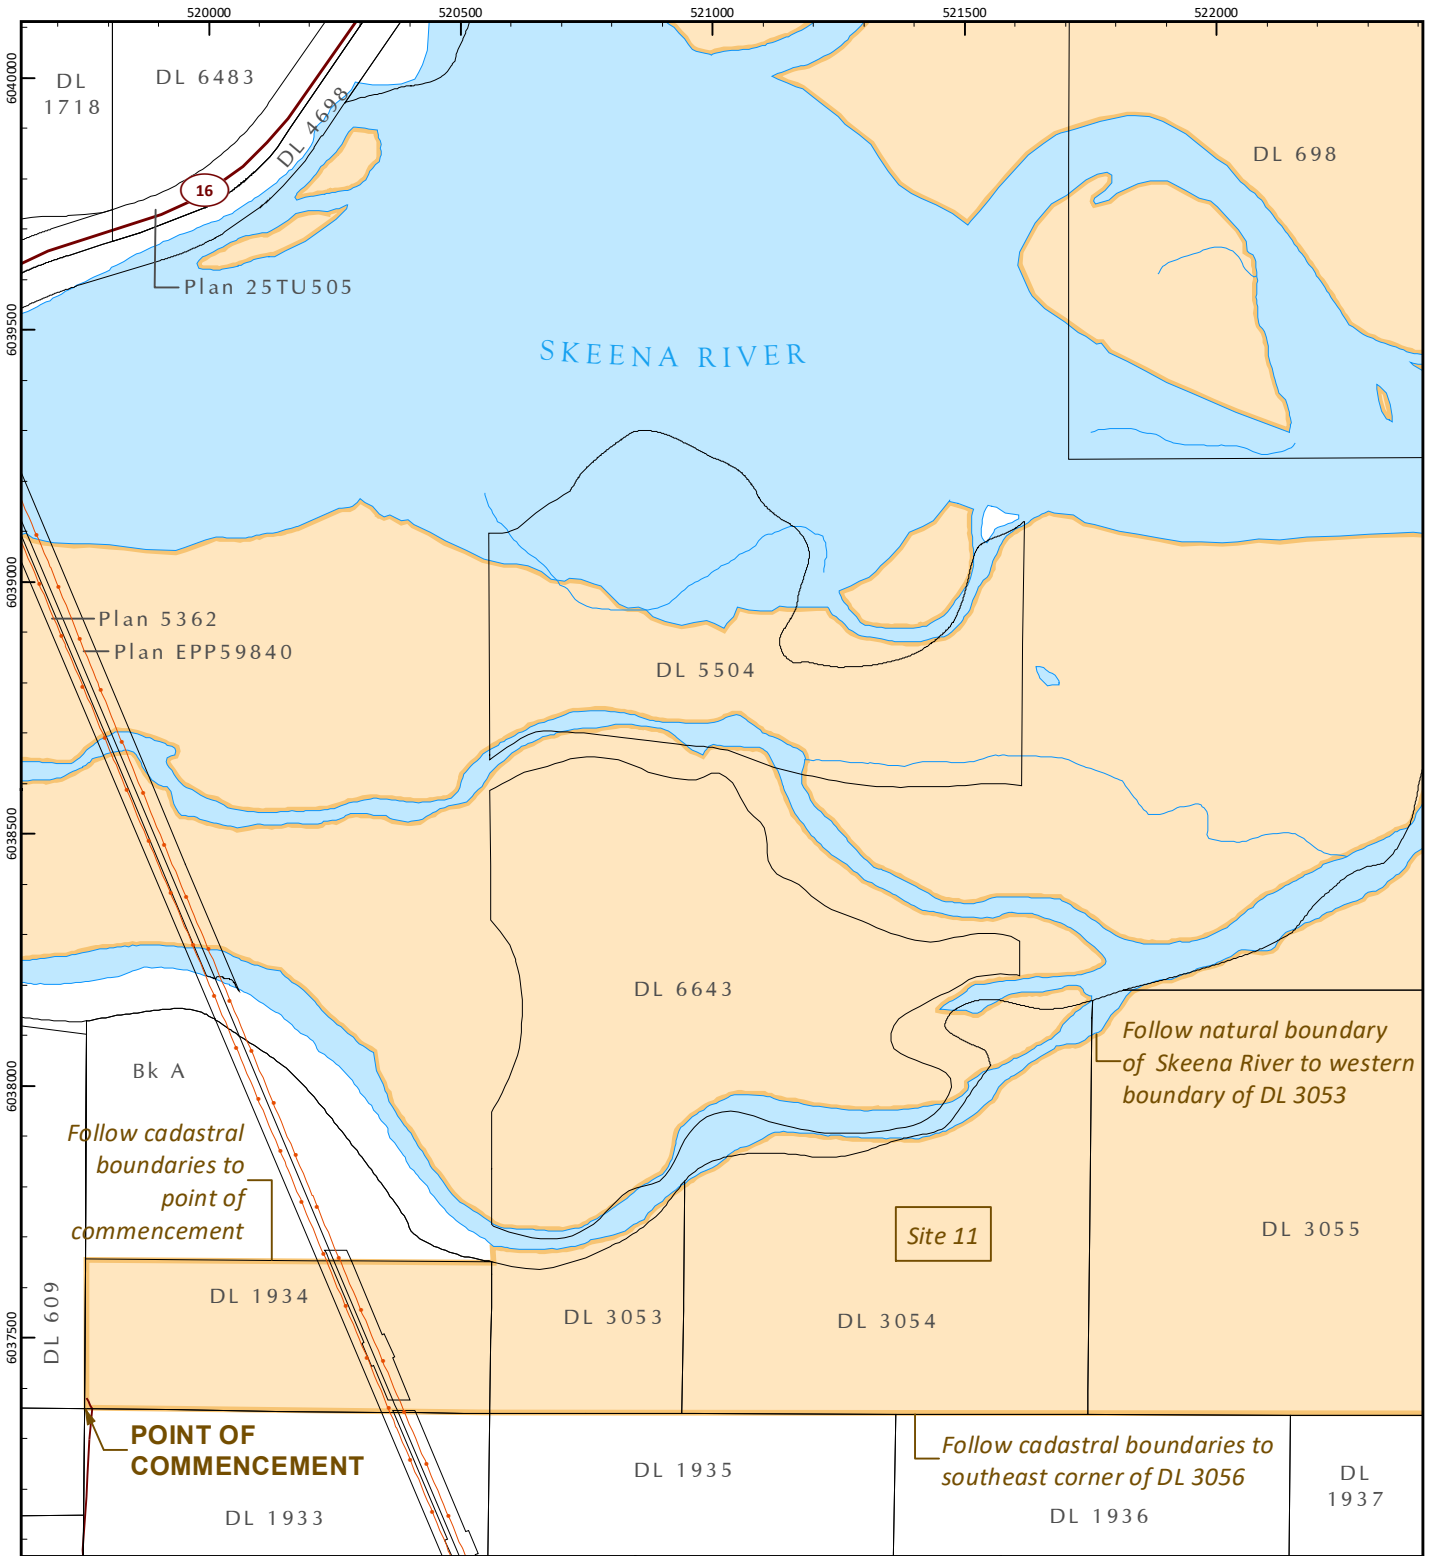 520000
520500
521000
521500
522000
6040000
6039500
6039000
6038500
6038000
6037500
DL
1718
DL 6483
DL 4698
DL 698
16
Plan 25TU505
SKEENA RIVER
Plan 5362
Plan EPP59840
DL 5504
DL 6643
Follow natural boundary
of Skeena River to western
boundary of DL 3053
Bk A
Follow cadastral
boundaries to
point of
commencement
Site 11
DL 3055
DL 1934
DL 609
DL 3053
DL 3054
POINT OF
COMMENCEMENT
Follow cadastral boundaries to
southeast corner of DL 3056
DL 1935
DL
1937
DL 1933
DL 1936